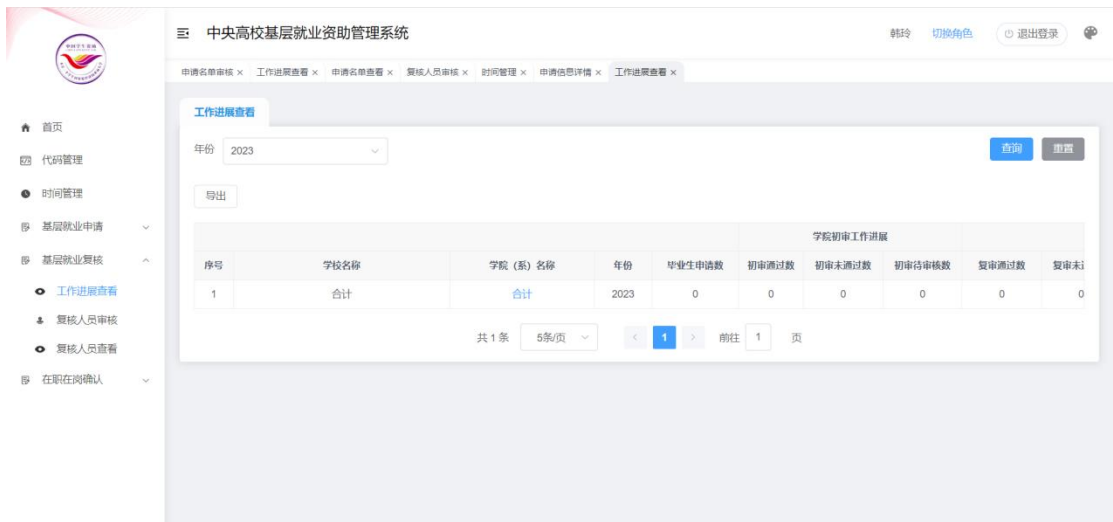 中央高校基层就业资助管理系统
韩玲 切换角色 退出登录
申请名单审核 × 工作进展查看 × 申请名单查看 × 复核人员审核 × 时间管理 × 申请信息详情 × 工作进展查看 ×
首页
代码管理
时间管理
基层就业申请
基层就业复核
工作进展查看
复核人员审核
复核人员查看
在职在岗确认
工作进展查看
年份 2023 查询 重置
导出
学院初审工作进展
序号 学校名称 学院（系）名称 年份 毕业生申请数 初审通过数 初审未通过数 初审待审核数 复审通过数 复审未
1 合计 合计 2023 0 0 0 0 0 0
共 1 条 5条/页 < 1 > 前往 1 页